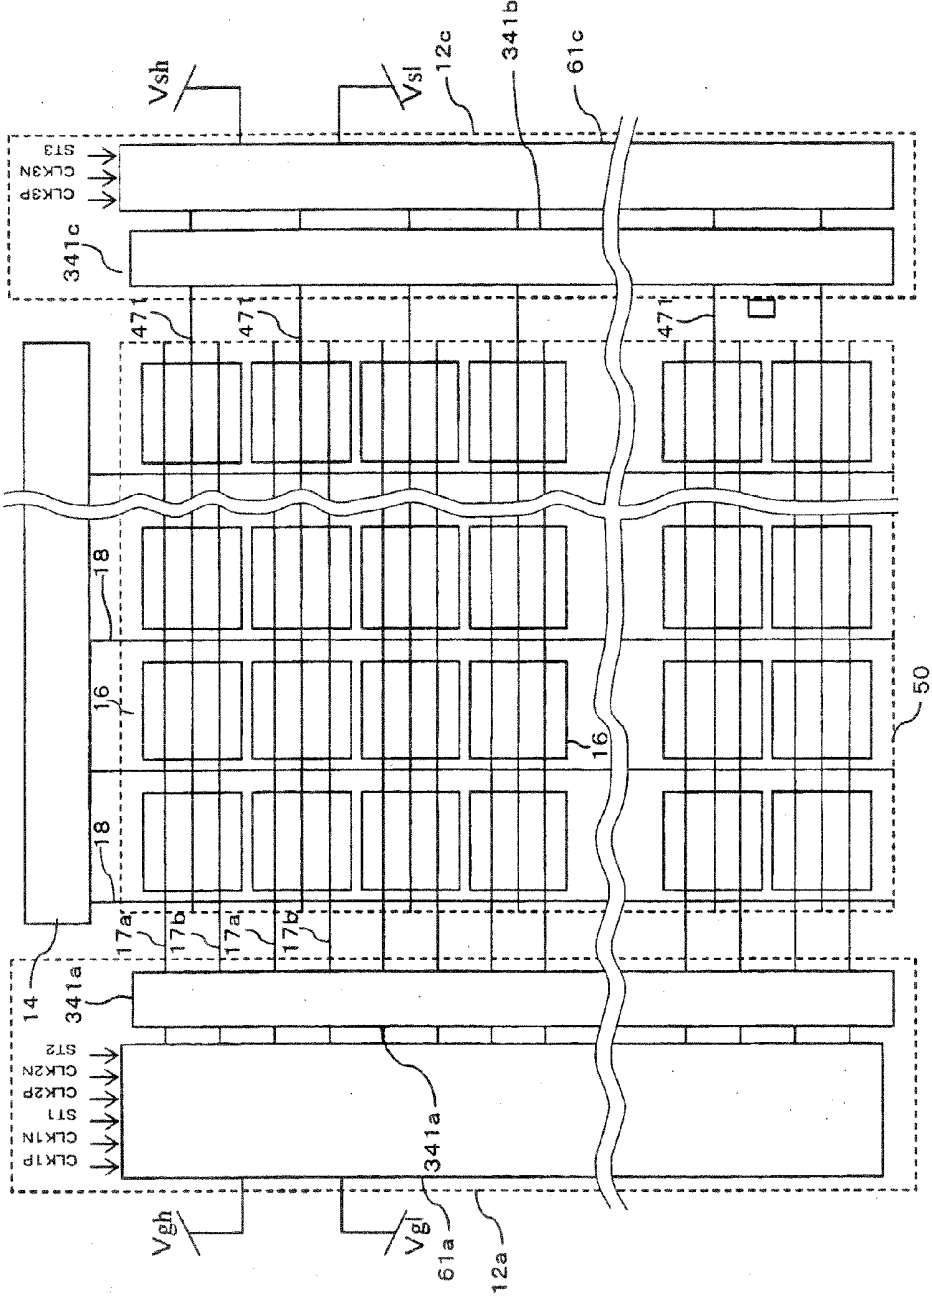 Vsh
Vsl
12c
341b
61c
ST3
CLK3N
CLK3P
341c
471
471
471
18
16
16
50
18
17a
17b
17a
17b
14
341a
ST2
CLK2N
CLK2P
ST1
CLK1N
CLK1P
341a
Vgh
Vgl
61a
12a